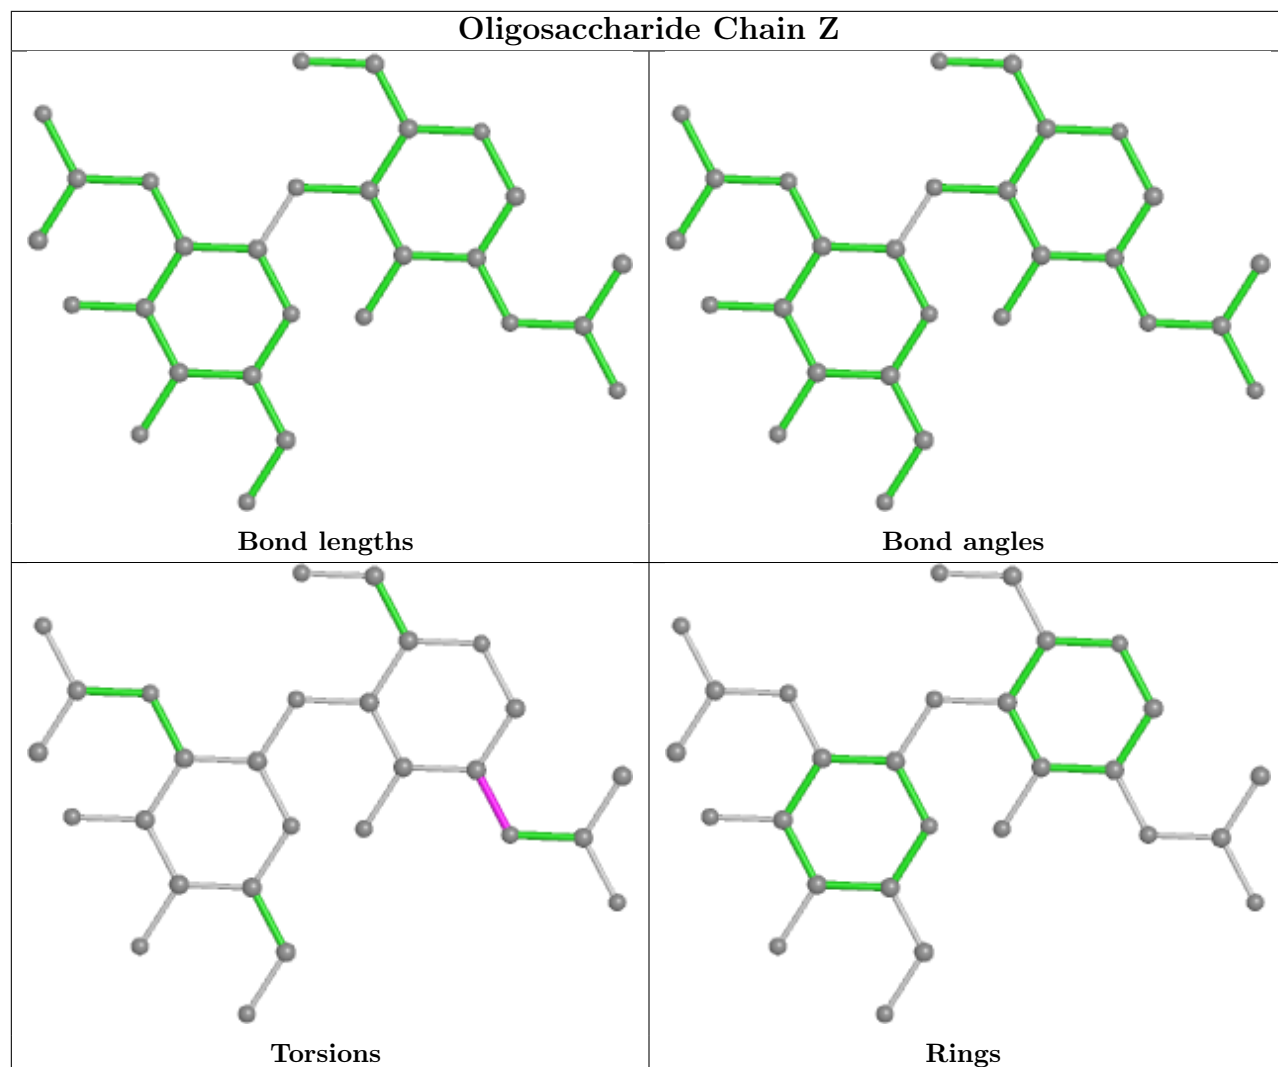 Oligosaccharide Chain Z
Bond lengths
Bond angles
Torsions
Rings